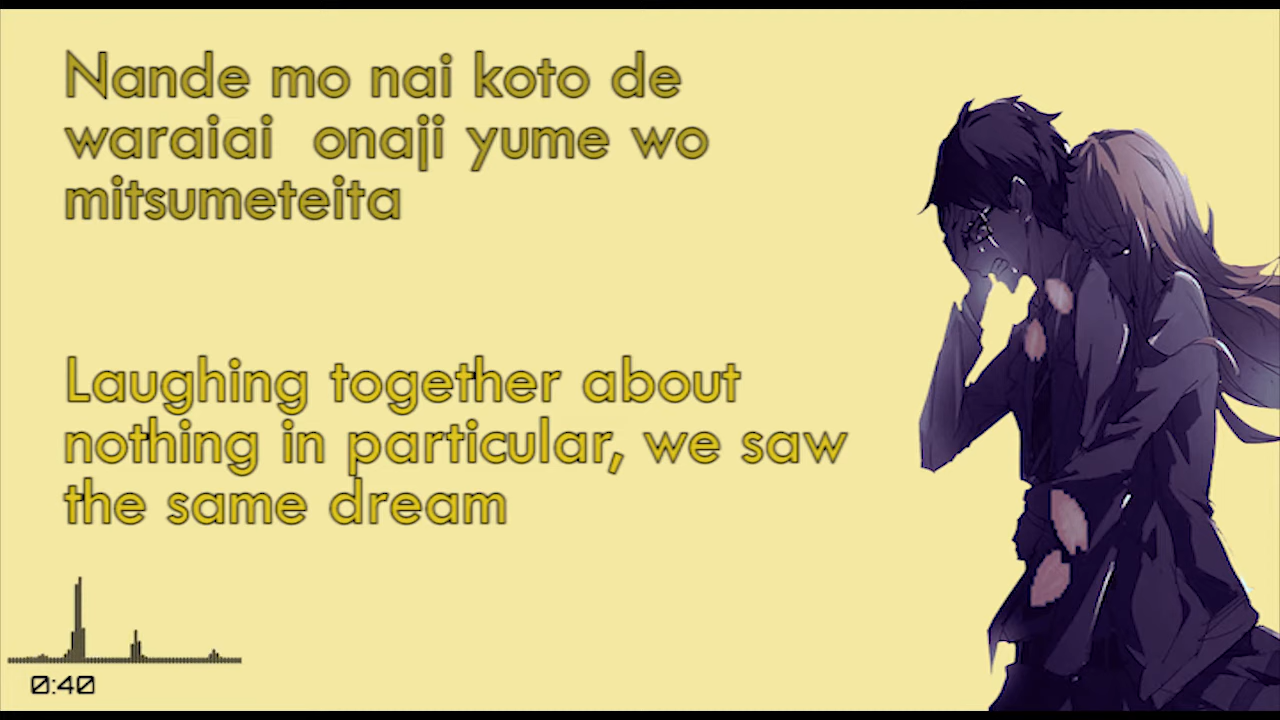 Nande mo nai koto de
waraiai  onaji yume wo
mitsumeteita
Laughing together about
nothing in particular, we saw
the same dream
0:40